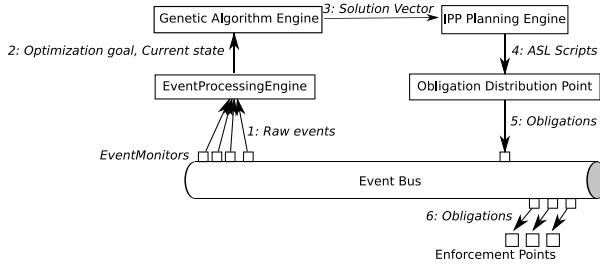 Genetic Algorithm Engine
3: Solution Vector
IPP Planning Engine
2: Optimization goal, Current state
4: ASL Scripts
EventProcessingEngine
Obligation Distribution Point
1: Raw events
5: Obligations
EventMonitors
Event Bus
6: Obligations
Enforcement Points